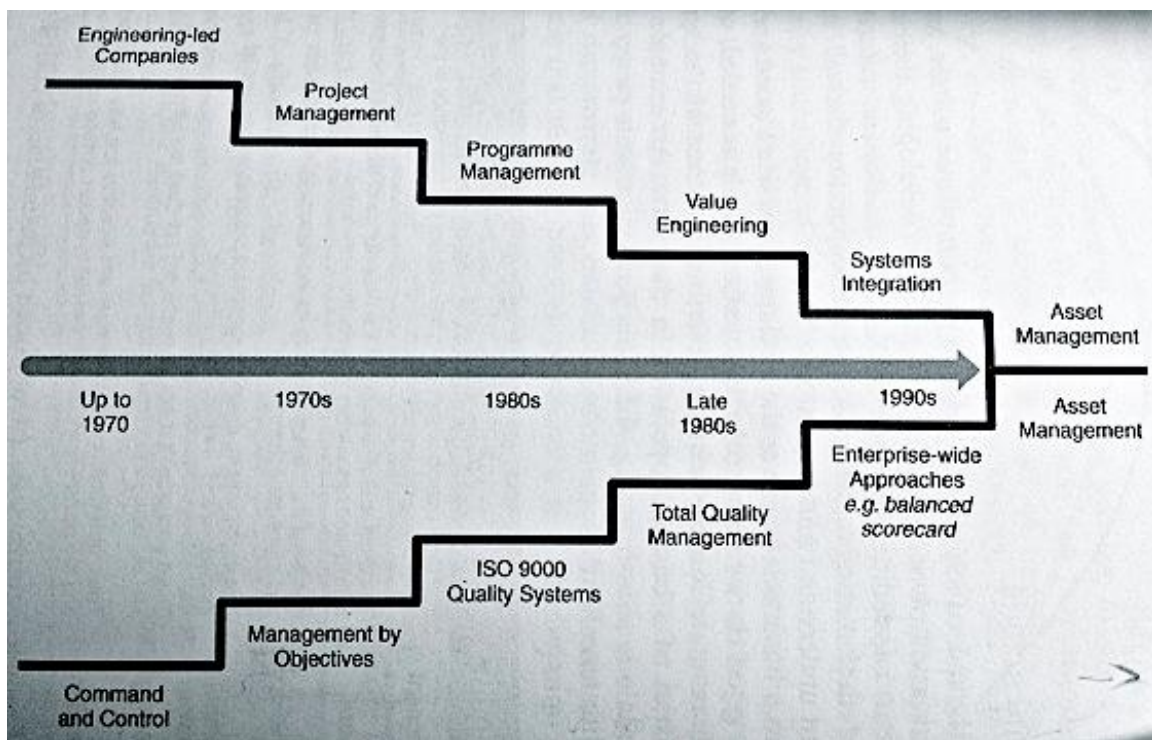 Engineering-led
Companies
Project
Management
Programme
Management
Value
Engineering
Systems
Integration
Asset
Management
Up to
1970
1970s
1980s
Late
1980s
1990s
Asset
Management
Enterprise-wide
Approaches
e.g. balanced
scorecard
Total Quality
Management
ISO 9000
Quality Systems
Management by
Objectives
Command
and Control